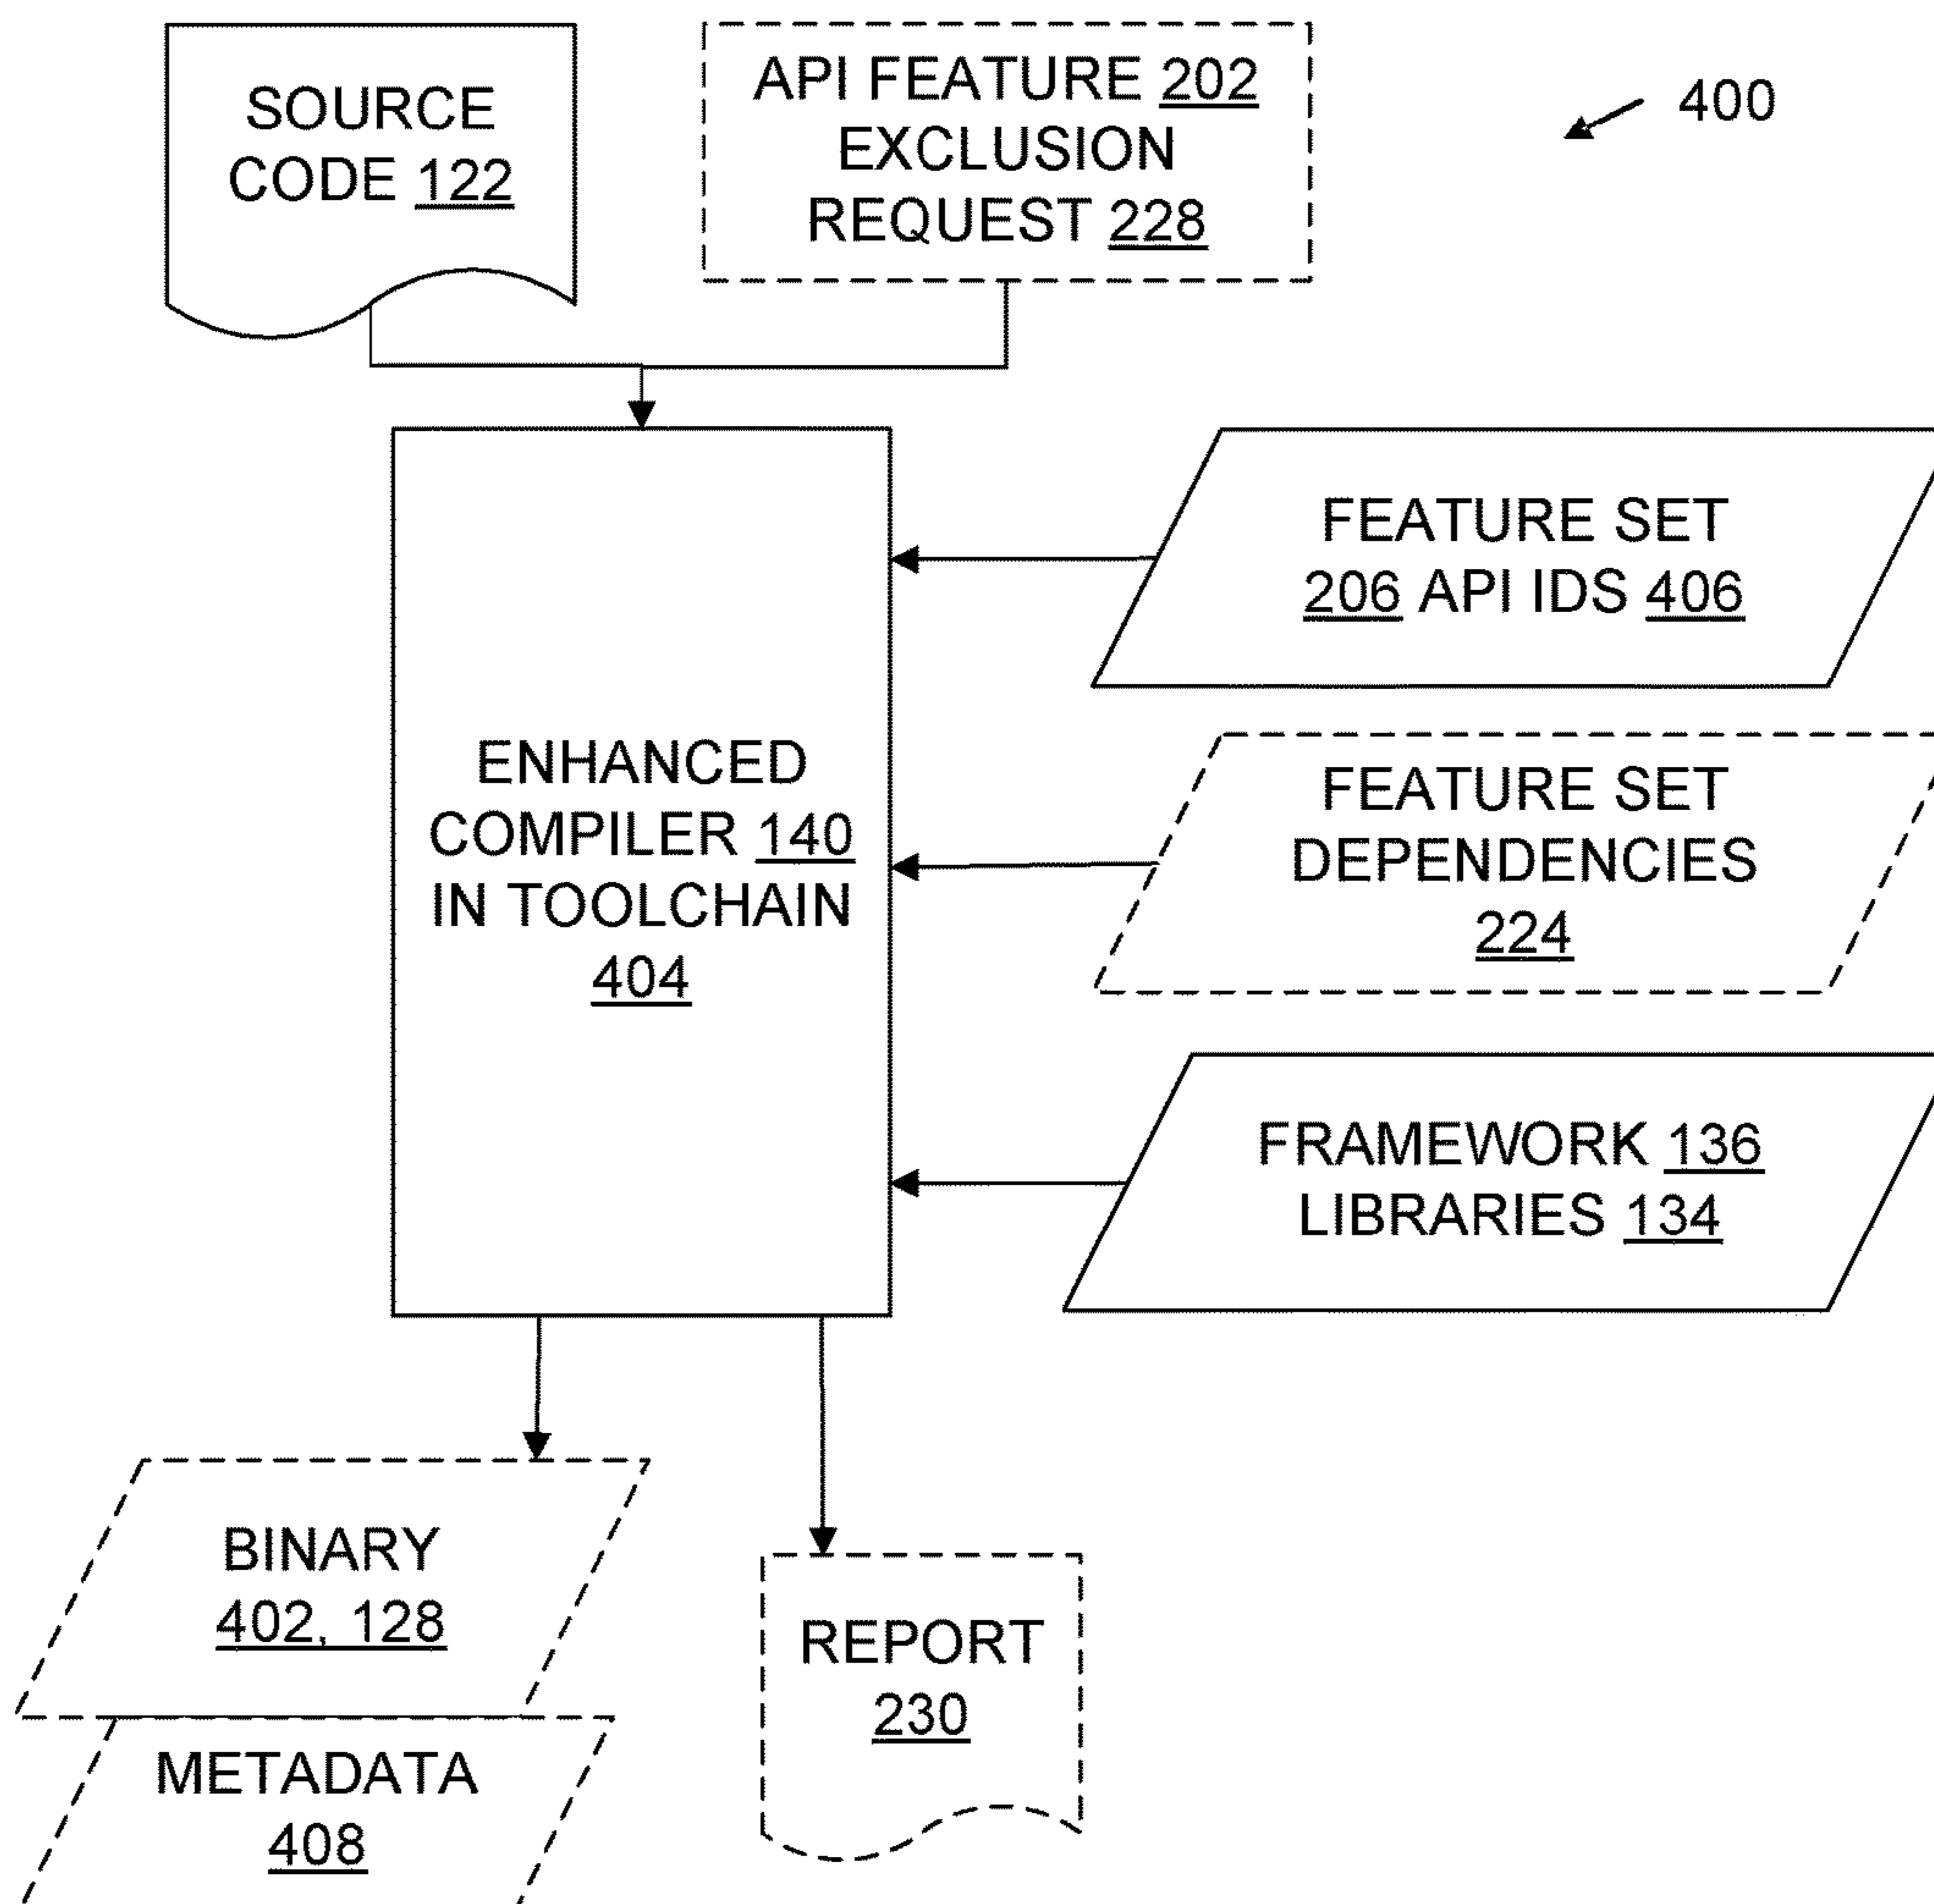 SOURCE
CODE 122
API FEATURE 202
EXCLUSION
REQUEST 228
400
FEATURE SET
206 API IDS 406
ENHANCED
COMPILER 140
IN TOOLCHAIN
404
FEATURE SET
DEPENDENCIES
224
FRAMEWORK 136
LIBRARIES 134
BINARY
402, 128
METADATA
408
REPORT
230